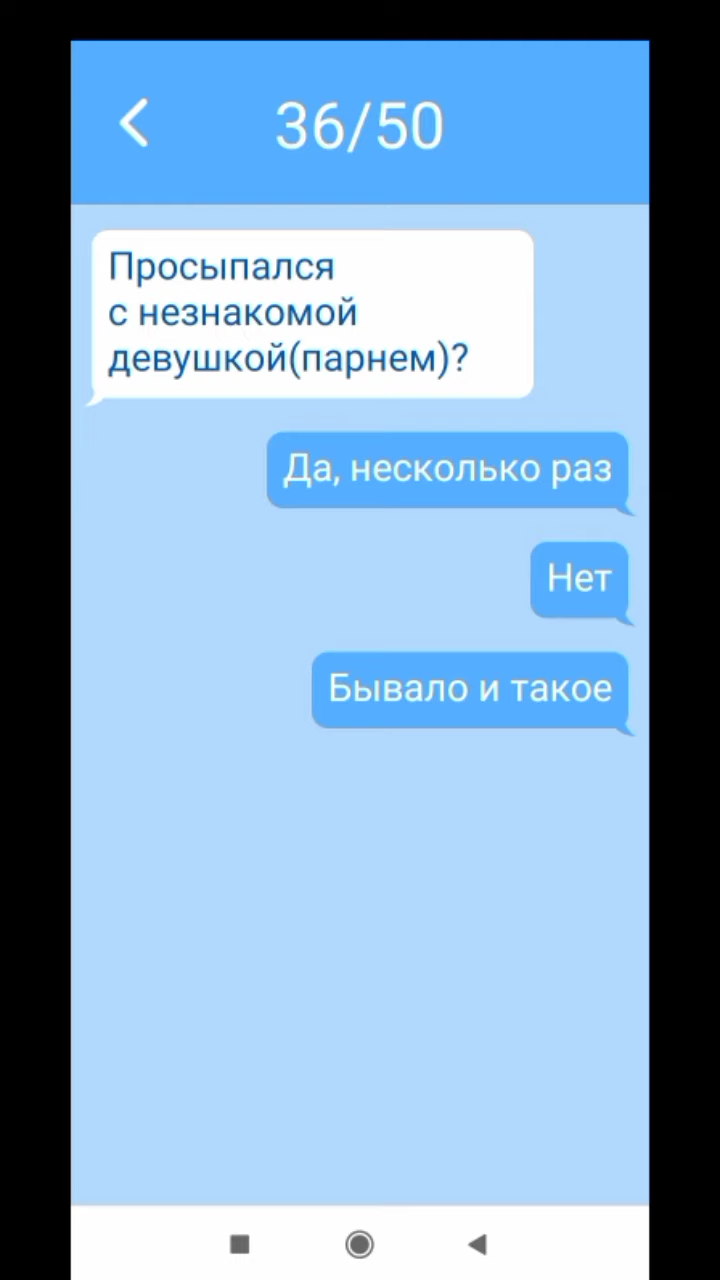 36/50
Просыпался
с незнакомой
девушкой(парнем)?
Да, несколько раз
Нет
Бывало и такое